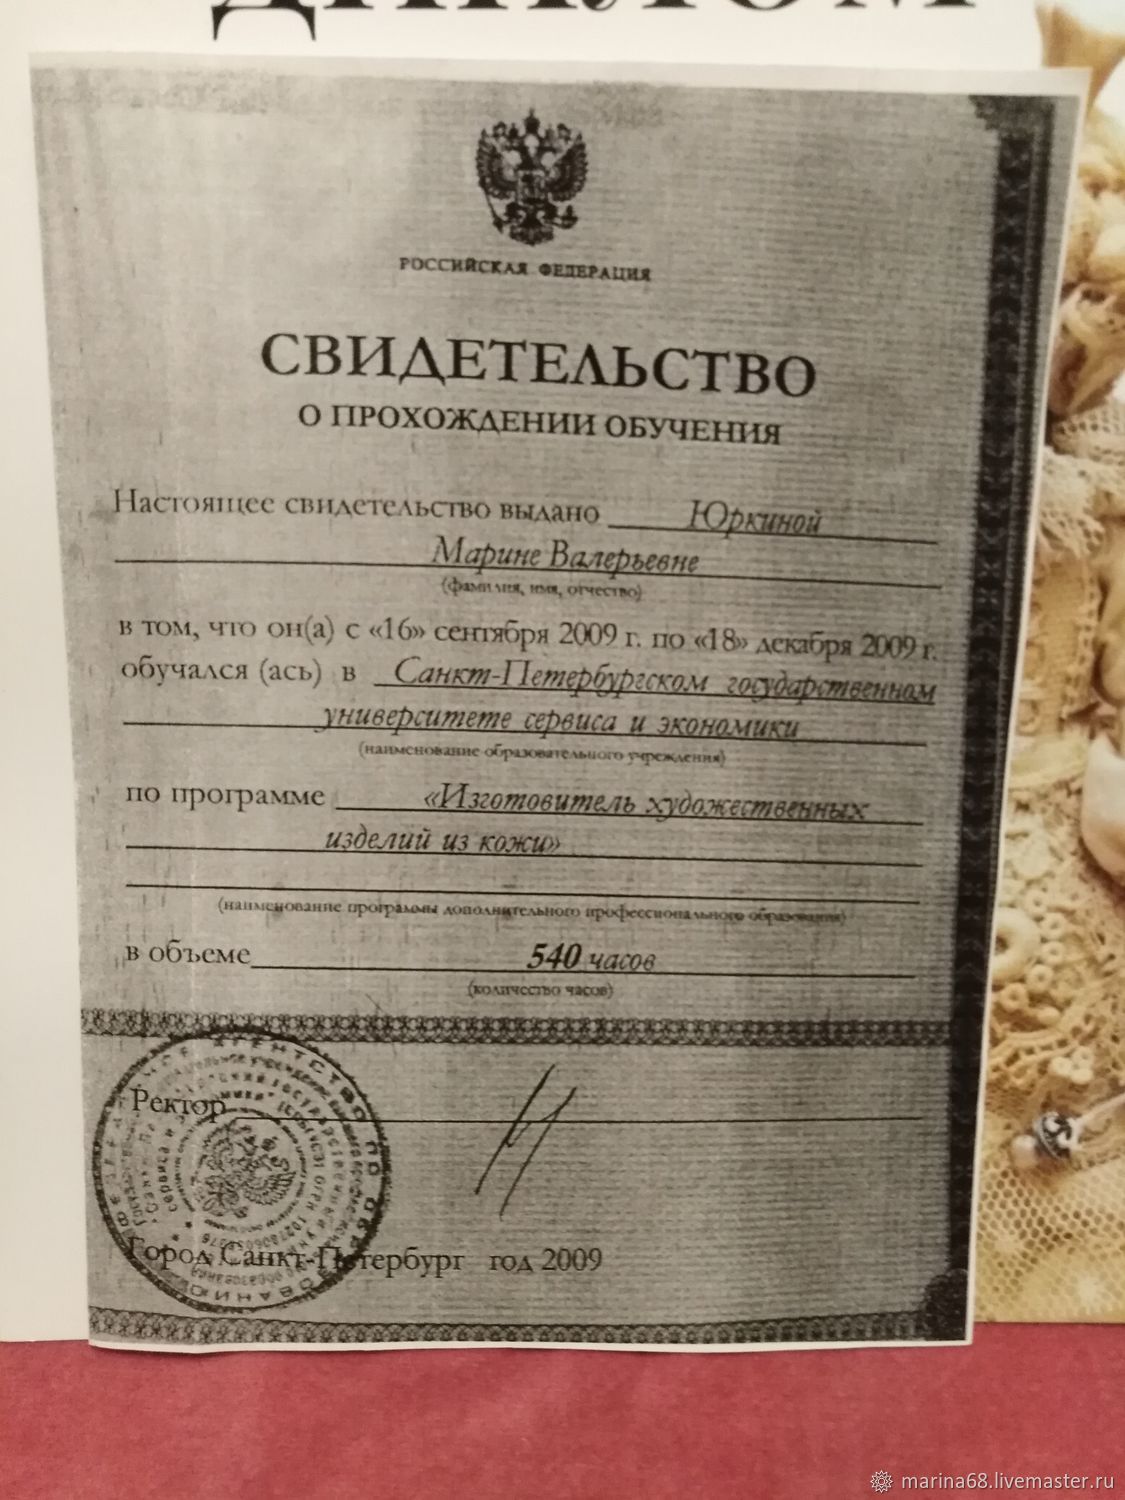 ДИПЛОМ
РОССИЙСКАЯ ФЕДЕРАЦИЯ
СВИДЕТЕЛЬСТВО
О ПРОХОЖДЕНИИ ОБУЧЕНИЯ
Настоящее свидетельство выдано Юркиной
Марине Валерьевне
(фамилия, имя, отчество)
в том, что он(а) с «16» сентября 2009 г. по «18» декабря 2009 г.
обучался (ась) в Санкт-Петербургском государственном
университете сервиса и экономики
(наименование образовательного учреждения)
по программе «Изготовитель художественных
изделий из кожи»
(наименование программы дополнительного профессионального образования)
в объеме 540 часов
(количество часов)
Ректор
Город Санкт-Петербург год 2009
marina68.livemaster.ru